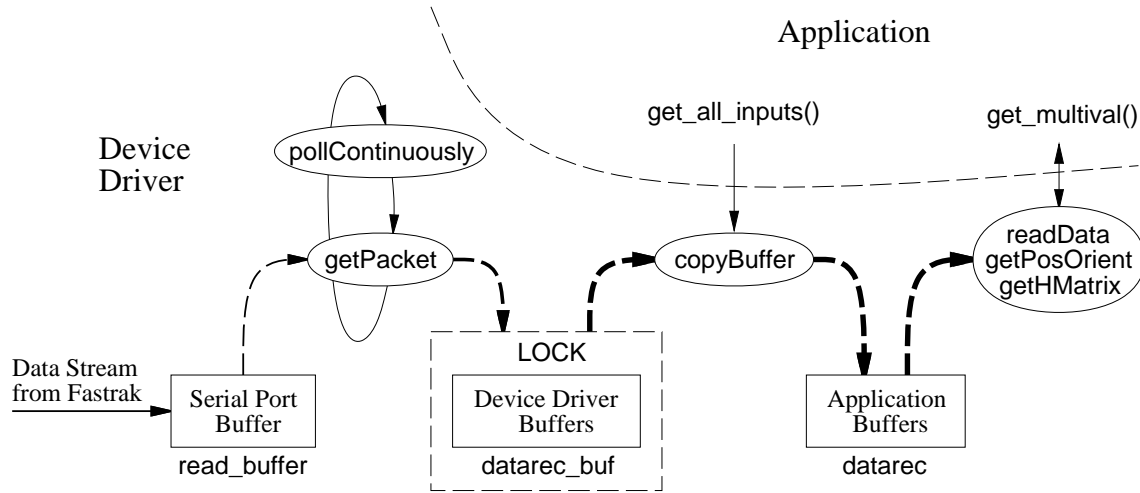 Application
get_all_inputs()
get_multival()
Device
Driver
pollContinuously
getPacket
copyBuffer
readData
getPosOrient
getHMatrix
LOCK
Data Stream
from Fastrak
Serial Port
Buffer
Device Driver
Buffers
Application
Buffers
read_buffer
datarec_buf
datarec